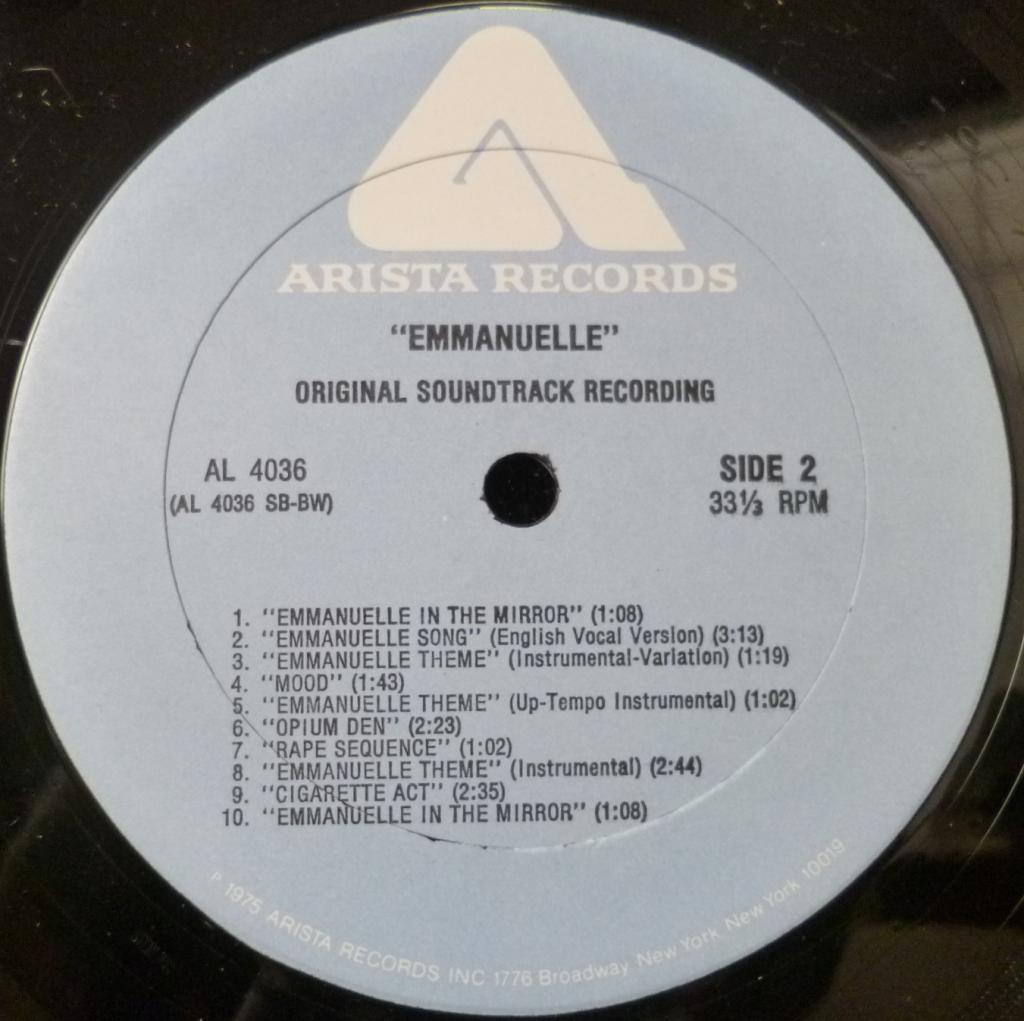 ARISTA RECORDS
"EMMANUELLE"
ORIGINAL SOUNDTRACK RECORDING
AL 4036
(AL 4036 SB-BW)
SIDE 2
33⅓ RPM
1. "EMMANUELLE IN THE MIRROR" (1:08)
2. "EMMANUELLE SONG" (English Vocal Version) (3:13)
3. "EMMANUELLE THEME" (Instrumental-Variation) (1:19)
4. "MOOD" (1:43)
5. "EMMANUELLE THEME" (Up-Tempo Instrumental) (1:02)
6. "OPIUM DEN" (2:23)
7. "RAPE SEQUENCE" (1:02)
8. "EMMANUELLE THEME" (Instrumental) (2:44)
9. "CIGARETTE ACT" (2:35)
10. "EMMANUELLE IN THE MIRROR" (1:08)
P 1975 ARISTA RECORDS INC 1776 Broadway New York New York 10019